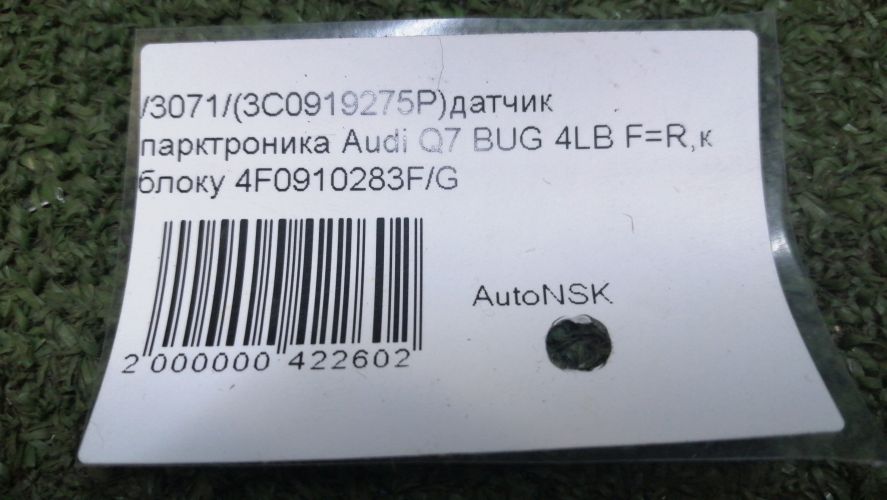 /3071/(3C0919275P)датчик
парктроника Audi Q7 BUG 4LB F=R,к
блоку 4F0910283F/G
AutoNSK
2 000000 422602